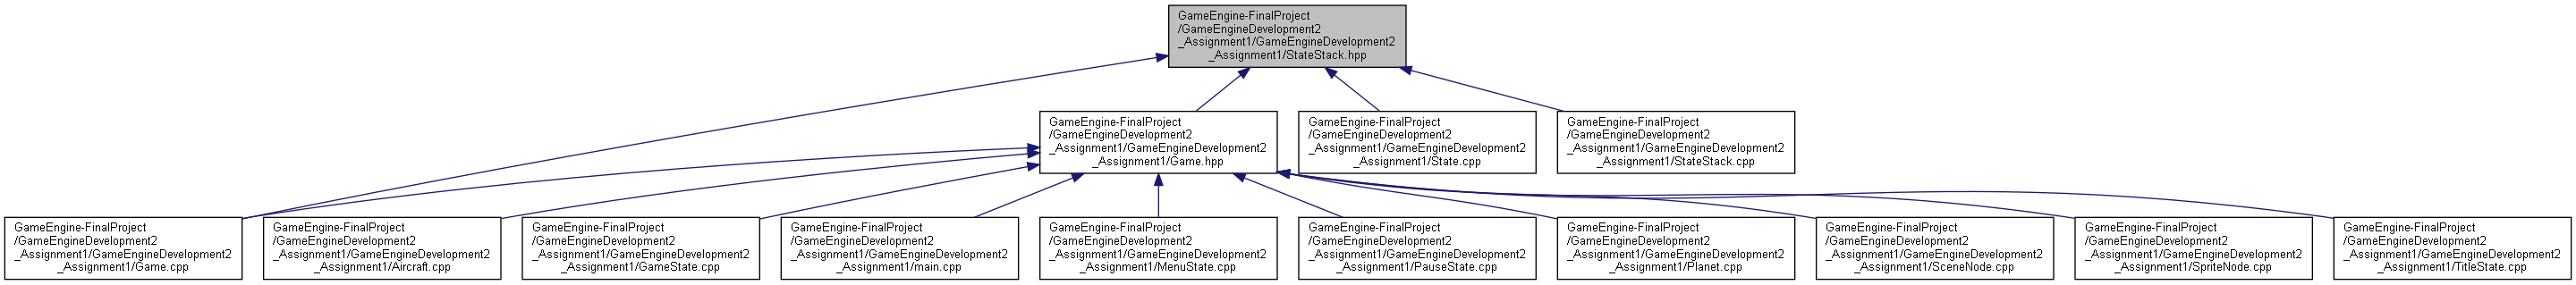 GameEngine-FinalProject
/GameEngineDevelopment2
_Assignment1/GameEngineDevelopment2
_Assignment1/StateStack.hpp
GameEngine-FinalProject
/GameEngineDevelopment2
_Assignment1/GameEngineDevelopment2
_Assignment1/Game.hpp
GameEngine-FinalProject
/GameEngineDevelopment2
_Assignment1/GameEngineDevelopment2
_Assignment1/State.cpp
GameEngine-FinalProject
/GameEngineDevelopment2
_Assignment1/GameEngineDevelopment2
_Assignment1/StateStack.cpp
GameEngine-FinalProject
/GameEngineDevelopment2
_Assignment1/GameEngineDevelopment2
_Assignment1/Game.cpp
GameEngine-FinalProject
/GameEngineDevelopment2
_Assignment1/GameEngineDevelopment2
_Assignment1/Aircraft.cpp
GameEngine-FinalProject
/GameEngineDevelopment2
_Assignment1/GameEngineDevelopment2
_Assignment1/GameState.cpp
GameEngine-FinalProject
/GameEngineDevelopment2
_Assignment1/GameEngineDevelopment2
_Assignment1/main.cpp
GameEngine-FinalProject
/GameEngineDevelopment2
_Assignment1/GameEngineDevelopment2
_Assignment1/MenuState.cpp
GameEngine-FinalProject
/GameEngineDevelopment2
_Assignment1/GameEngineDevelopment2
_Assignment1/PauseState.cpp
GameEngine-FinalProject
/GameEngineDevelopment2
_Assignment1/GameEngineDevelopment2
_Assignment1/Planet.cpp
GameEngine-FinalProject
/GameEngineDevelopment2
_Assignment1/GameEngineDevelopment2
_Assignment1/SceneNode.cpp
GameEngine-FinalProject
/GameEngineDevelopment2
_Assignment1/GameEngineDevelopment2
_Assignment1/SpriteNode.cpp
GameEngine-FinalProject
/GameEngineDevelopment2
_Assignment1/GameEngineDevelopment2
_Assignment1/TitleState.cpp